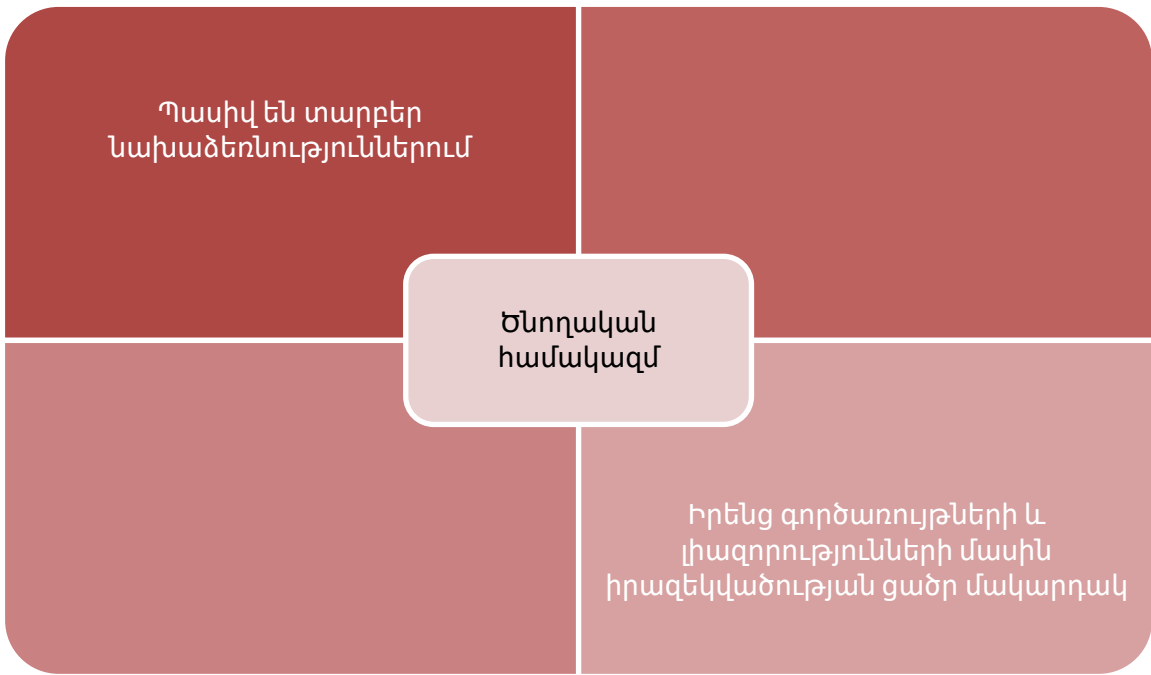 Պասիվ են տարբեր
նախաձեռնություններում
Ծնողական
համակազմ
Իրենց գործառույթների և
լիազորությունների մասին
իրազեկվածության ցածր մակարդակ